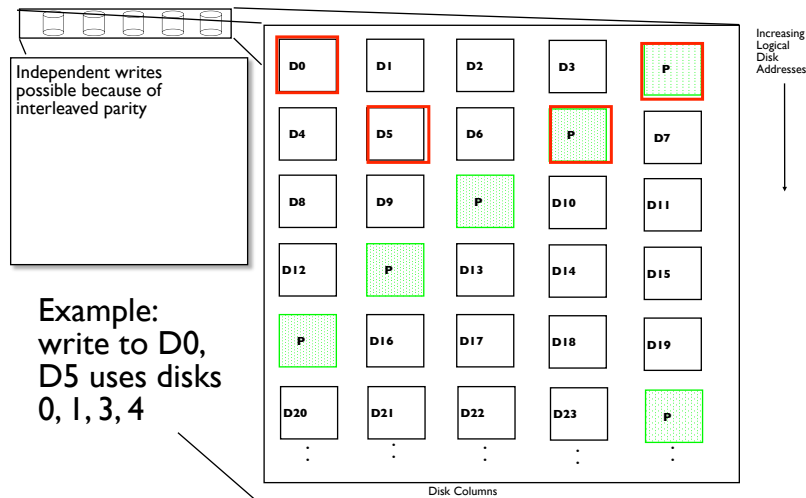 Independent writes
possible because of
interleaved parity
Example:
write to D0,
D5 uses disks
0, 1, 3, 4
D0 D1 D2 D3 P
D4 D5 D6 P D7
D8 D9 P D10 D11
D12 P D13 D14 D15
P D16 D17 D18 D19
D20 D21 D22 D23 P
Increasing
Logical
Disk
Addresses
Disk Columns